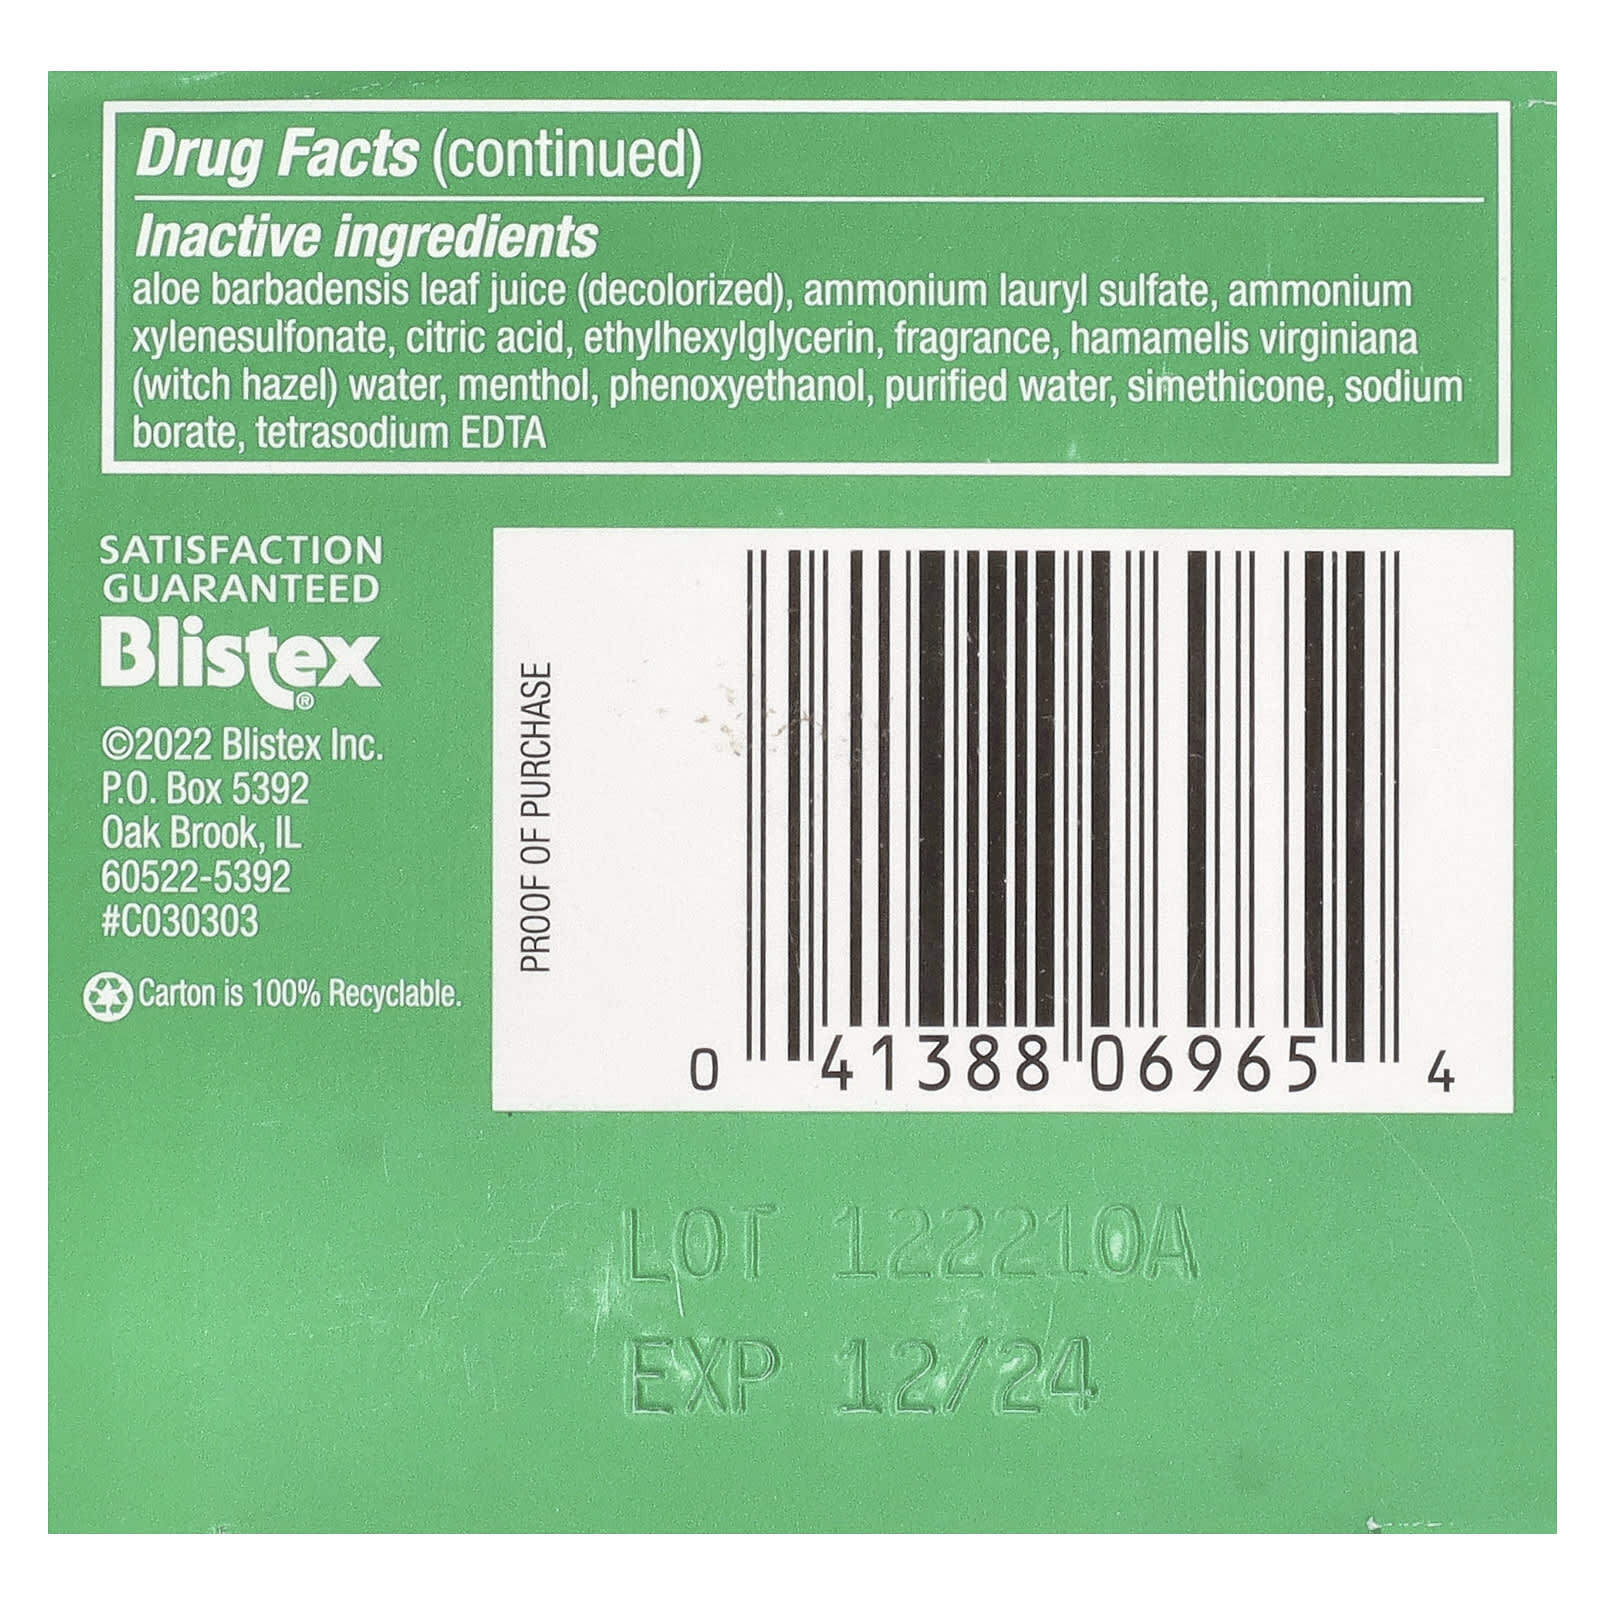 Drug Facts (continued)
Inactive ingredients
aloe barbadensis leaf juice (decolorized), ammonium lauryl sulfate, ammonium
xylenesulfonate, citric acid, ethylhexylglycerin, fragrance, hamamelis virginiana
(witch hazel) water, menthol, phenoxyethanol, purified water, simethicone, sodium
borate, tetrasodium EDTA
SATISFACTION
GUARANTEED
Blistex®
©2022 Blistex Inc.
P.O. Box 5392
Oak Brook, IL
60522-5392
#C030303
Carton is 100% Recyclable.
PROOF OF PURCHASE
0 41388 06965 4
LOT 122210A
EXP 12/24